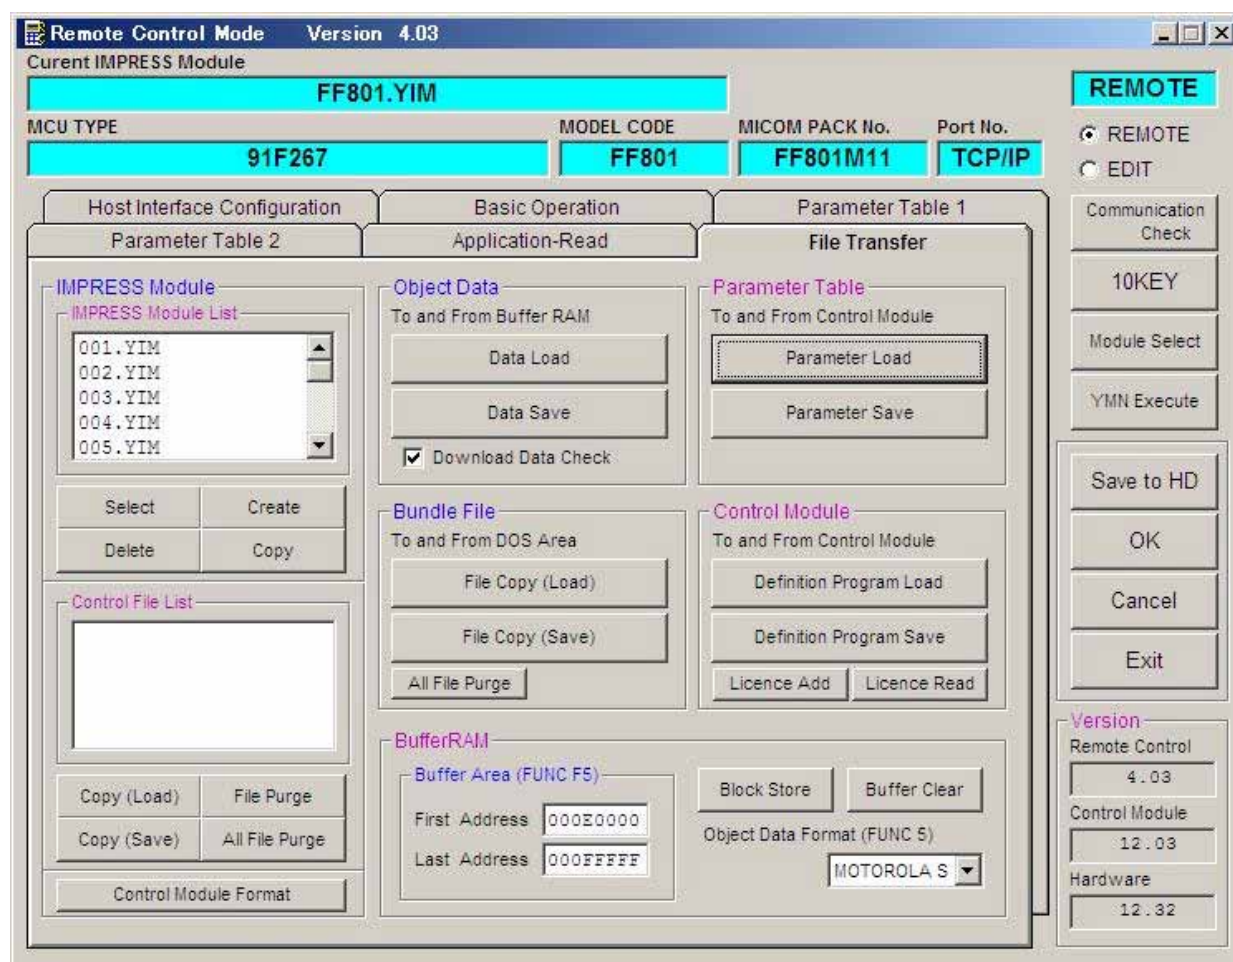 Remote Control Mode Version 4.03
Curent IMPRESS Module
FF801.YIM
REMOTE
MCU TYPE
MODEL CODE
MICOM PACK No.
Port No.
91F267
FF801
FF801M11
TCP/IP
REMOTE
EDIT
Host Interface Configuration
Basic Operation
Parameter Table 1
Parameter Table 2
Application-Read
File Transfer
IMPRESS Module
IMPRESS Module List
001.YIM
002.YIM
003.YIM
004.YIM
005.YIM
Select
Create
Delete
Copy
Control File List
Copy (Load)
File Purge
Copy (Save)
All File Purge
Control Module Format
Object Data
To and From Buffer RAM
Data Load
Data Save
Download Data Check
Parameter Table
To and From Control Module
Parameter Load
Parameter Save
Bundle File
To and From DOS Area
File Copy (Load)
File Copy (Save)
All File Purge
Control Module
To and From Control Module
Definition Program Load
Definition Program Save
Licence Add
Licence Read
BufferRAM
Buffer Area (FUNC F5)
First Address 000E0000
Last Address 000FFFFF
Block Store
Buffer Clear
Object Data Format (FUNC 5)
MOTOROLA S
Communication
Check
10KEY
Module Select
YMN Execute
Save to HD
OK
Cancel
Exit
Version
Remote Control
4.03
Control Module
12.03
Hardware
12.32